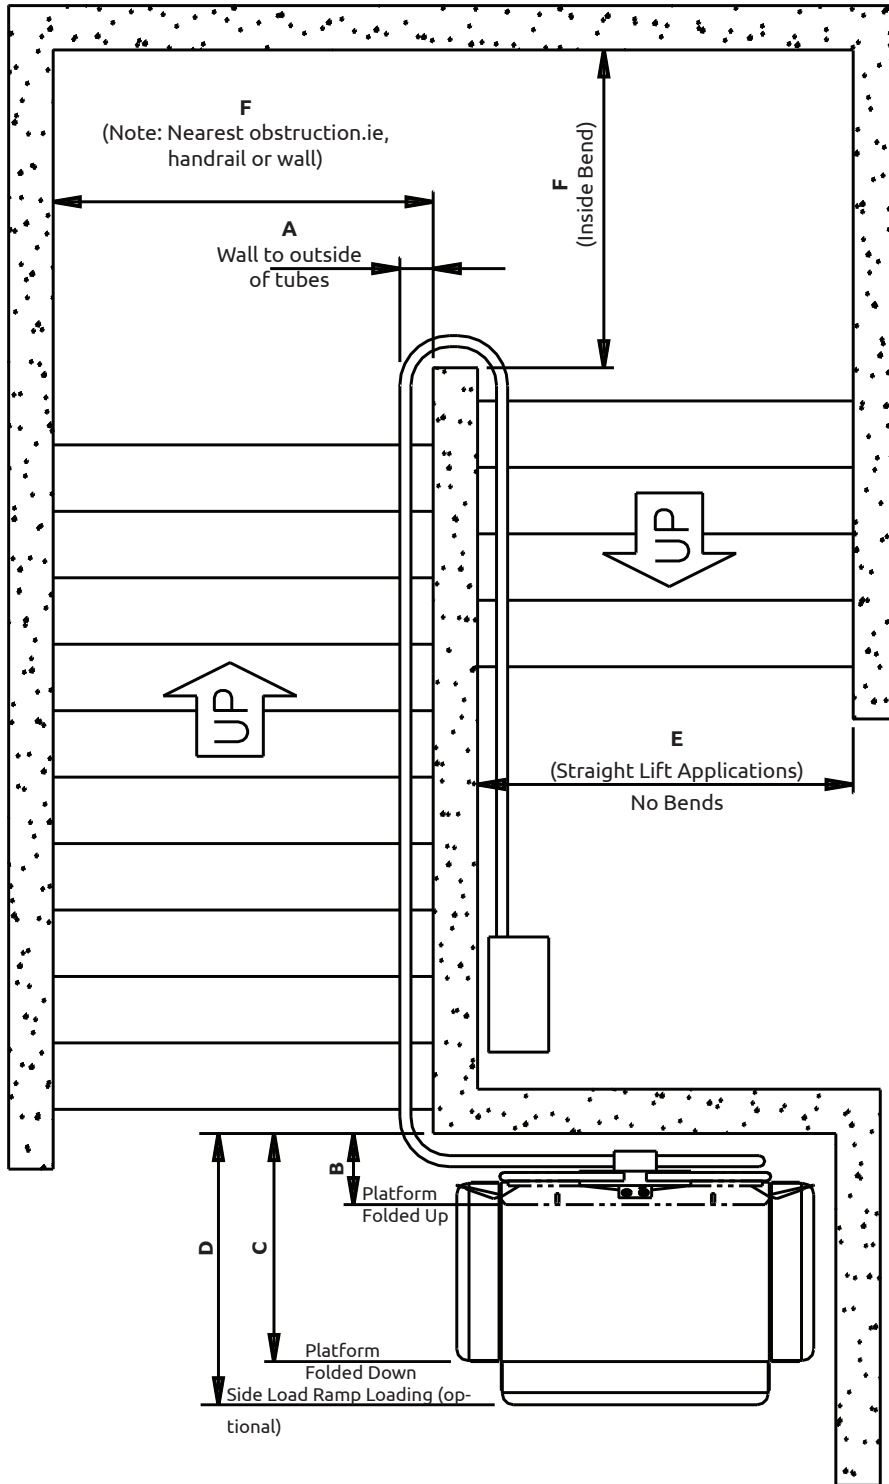 F
(Note: Nearest obstruction.ie,
handrail or wall)
F
(Inside Bend)
A
Wall to outside
of tubes
UP
UP
E
(Straight Lift Applications)
No Bends
B
Platform
Folded Up
D
C
Platform
Folded Down
Side Load Ramp Loading (op-
tional)